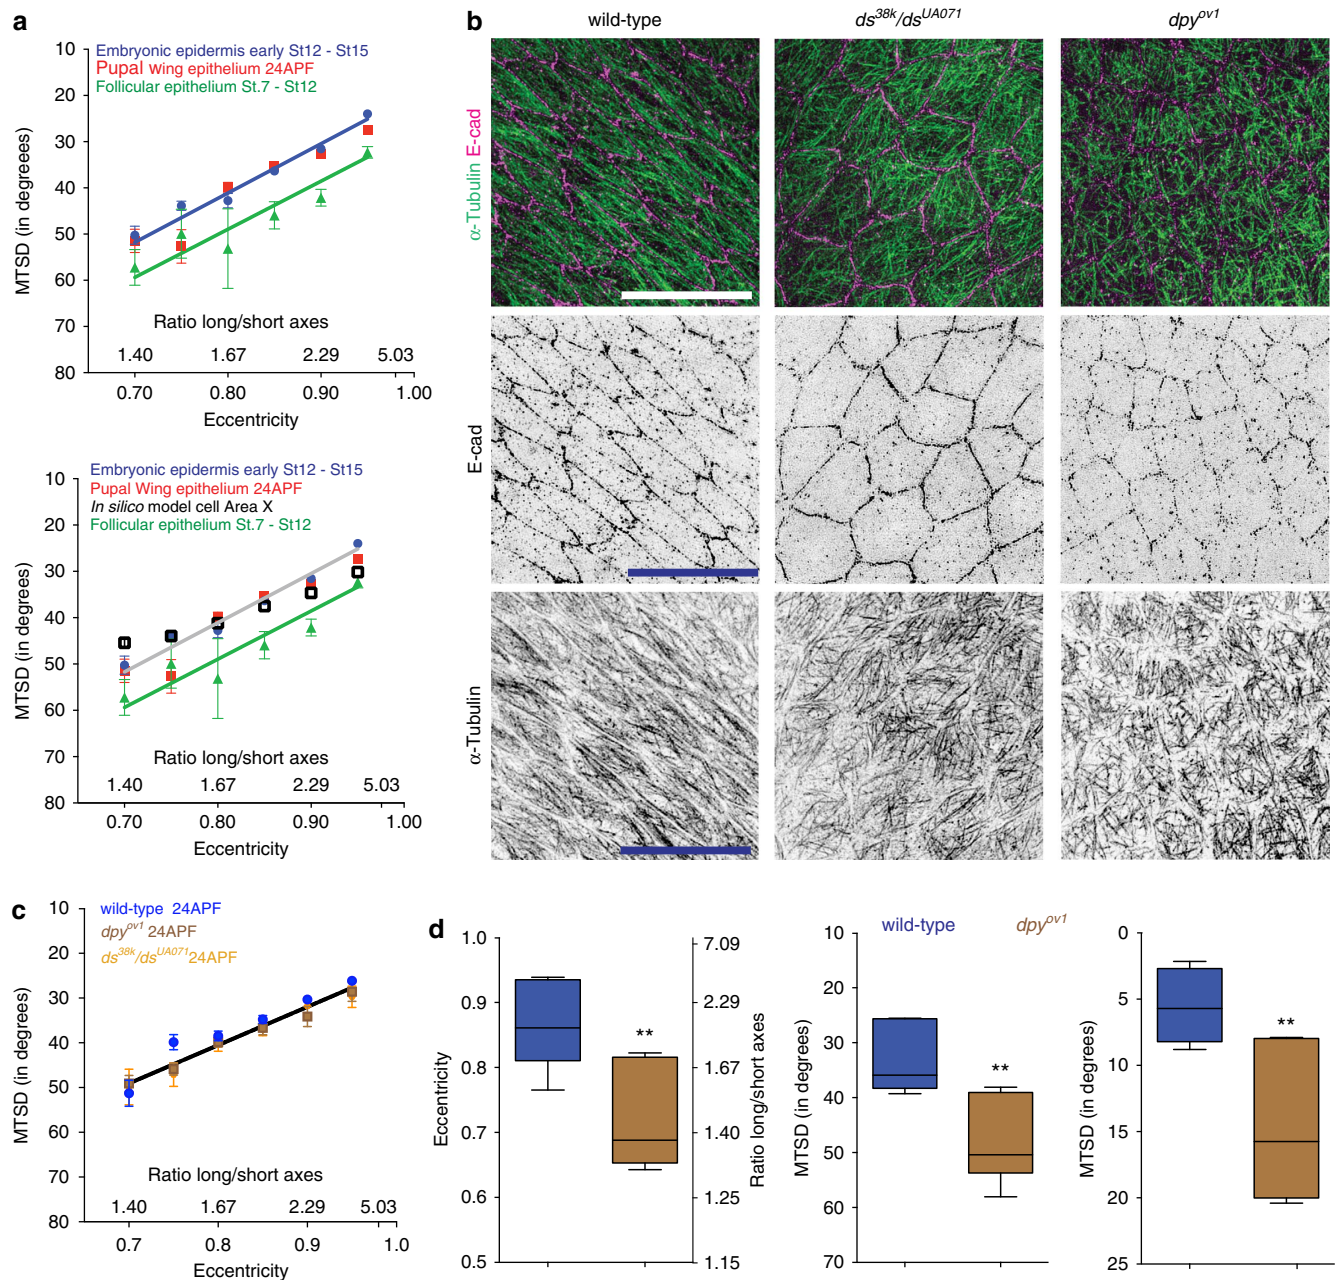 a
Embryonic epidermis early St12 - St15
Pupal wing epithelium 24APF
Follicular epithelium St.7 - St12
10
20
30
40
50
60
70
80
MTSD (in degrees)
Ratio long/short axes
1.40 1.67 2.29 5.03
0.70 0.80 0.90 1.00
Eccentricity
Embryonic epidermis early St12 - St15
Pupal Wing epithelium 24APF
In silico model cell Area X
Follicular epithelium St.7 - St12
10
20
30
40
50
60
70
80
MTSD (in degrees)
Ratio long/short axes
1.40 1.67 2.29 5.03
0.70 0.80 0.90 1.00
Eccentricity
b
wild-type ds38k/dsUA071 dpyov1
α-Tubulin E-cad
E-cad
α-Tubulin
c
wild-type 24APF
dpyov1 24APF
ds38k/dsUA071 24APF
10
20
30
40
50
60
70
80
MTSD (in degrees)
Ratio long/short axes
1.40 1.67 2.29 5.03
0.7 0.8 0.9 1.0
Eccentricity
d
wild-type dpyov1
1.0
0.9
0.8
0.7
0.6
0.5
Eccentricity
**
7.09
2.29
1.67
1.40
1.25
1.15
Ratio long/short axes
10
20
30
40
50
60
70
MTSD (in degrees)
**
0
5
10
15
20
25
MTSD (in degrees)
**